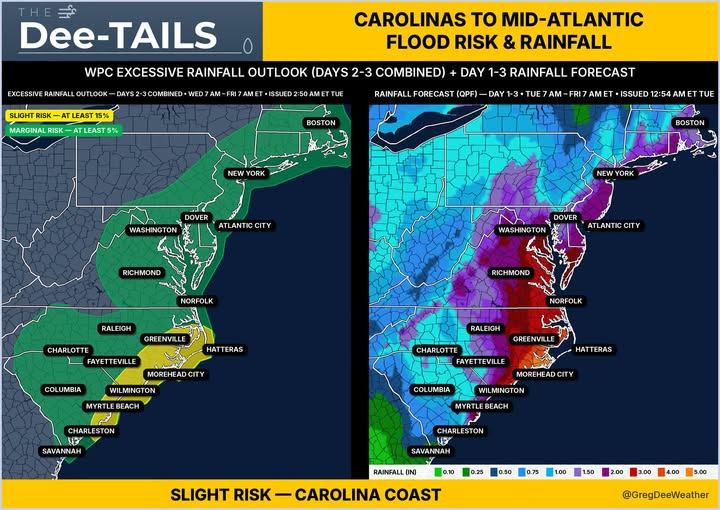 THE
Dee-TAILS
CAROLINAS TO MID-ATLANTIC
FLOOD RISK & RAINFALL
WPC EXCESSIVE RAINFALL OUTLOOK (DAYS 2-3 COMBINED) + DAY 1-3 RAINFALL FORECAST
EXCESSIVE RAINFALL OUTLOOK — DAYS 2-3 COMBINED • WED 7 AM – FRI 7 AM ET • ISSUED 2:50 AM ET TUE
SLIGHT RISK — AT LEAST 15%
MARGINAL RISK — AT LEAST 5%
BOSTON
NEW YORK
DOVER
ATLANTIC CITY
WASHINGTON
RICHMOND
NORFOLK
RALEIGH
GREENVILLE
HATTERAS
CHARLOTTE
FAYETTEVILLE
MOREHEAD CITY
COLUMBIA
WILMINGTON
MYRTLE BEACH
CHARLESTON
SAVANNAH
RAINFALL FORECAST (QPF) — DAY 1-3 • TUE 7 AM – FRI 7 AM ET • ISSUED 12:54 AM ET TUE
BOSTON
NEW YORK
DOVER
ATLANTIC CITY
WASHINGTON
RICHMOND
NORFOLK
RALEIGH
GREENVILLE
HATTERAS
CHARLOTTE
FAYETTEVILLE
MOREHEAD CITY
COLUMBIA
WILMINGTON
MYRTLE BEACH
CHARLESTON
SAVANNAH
RAINFALL (IN) 0.10 0.25 0.50 0.75 1.00 1.50 2.00 3.00 4.00 5.00
SLIGHT RISK — CAROLINA COAST
@GregDeeWeather